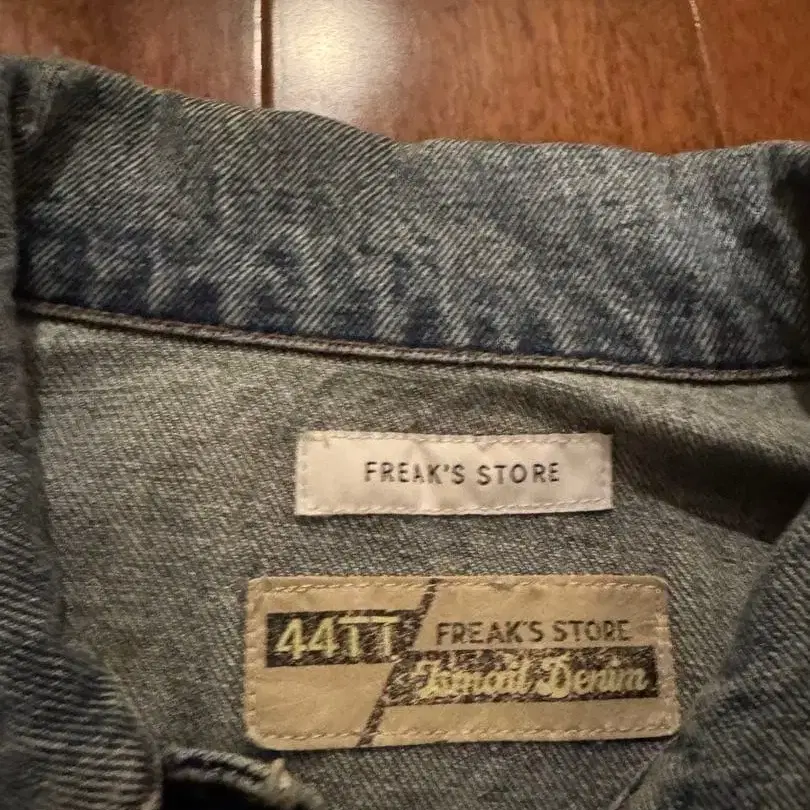 FREAK'S STORE
44TT FREAK'S STORE
Ismail Denim